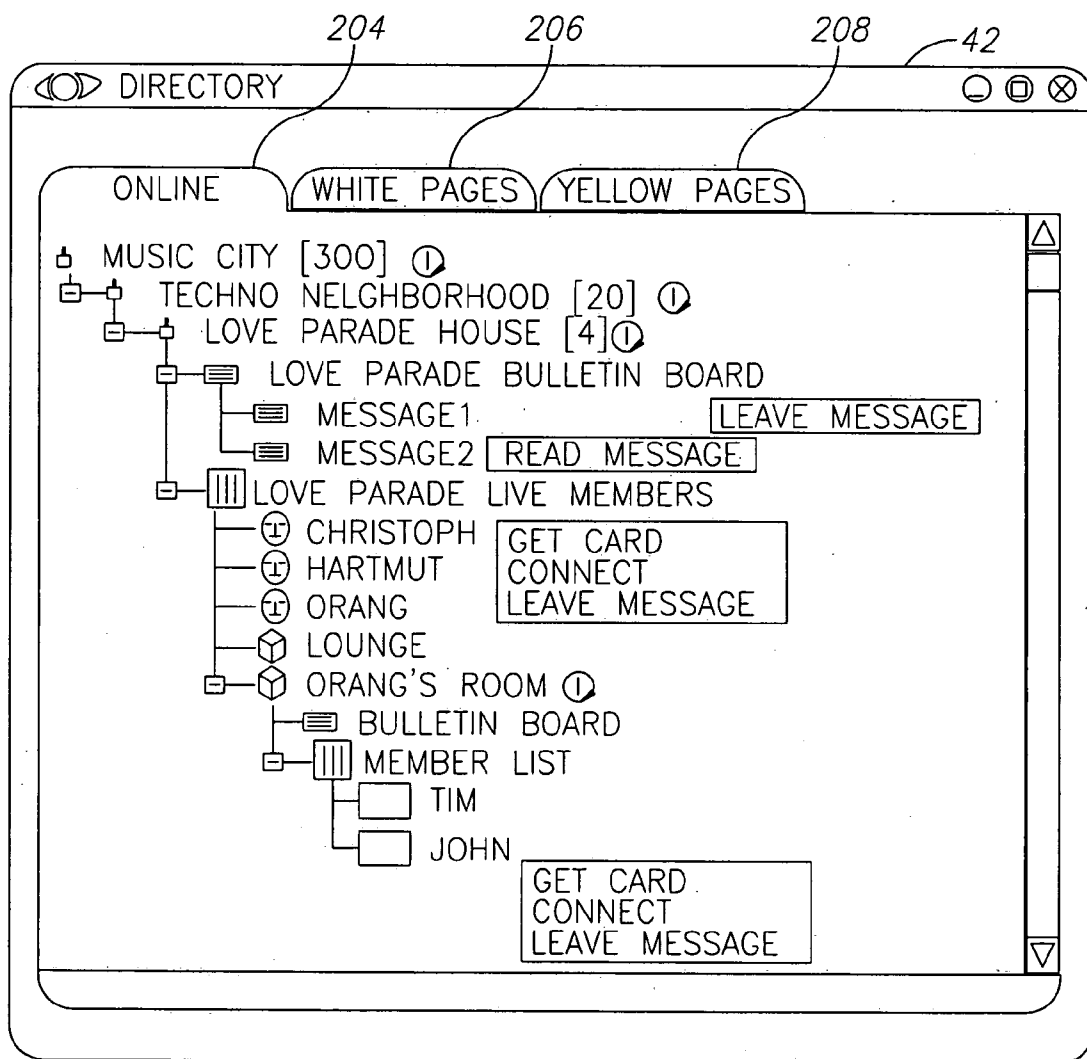 204 206 208 42
DIRECTORY
ONLINE WHITE PAGES YELLOW PAGES
MUSIC CITY [300]
TECHNO NELGHBORHOOD [20]
LOVE PARADE HOUSE [4]
LOVE PARADE BULLETIN BOARD
MESSAGE1 LEAVE MESSAGE
MESSAGE2 READ MESSAGE
LOVE PARADE LIVE MEMBERS
CHRISTOPH GET CARD
HARTMUT CONNECT
ORANG LEAVE MESSAGE
LOUNGE
ORANG'S ROOM
BULLETIN BOARD
MEMBER LIST
TIM
JOHN
GET CARD
CONNECT
LEAVE MESSAGE